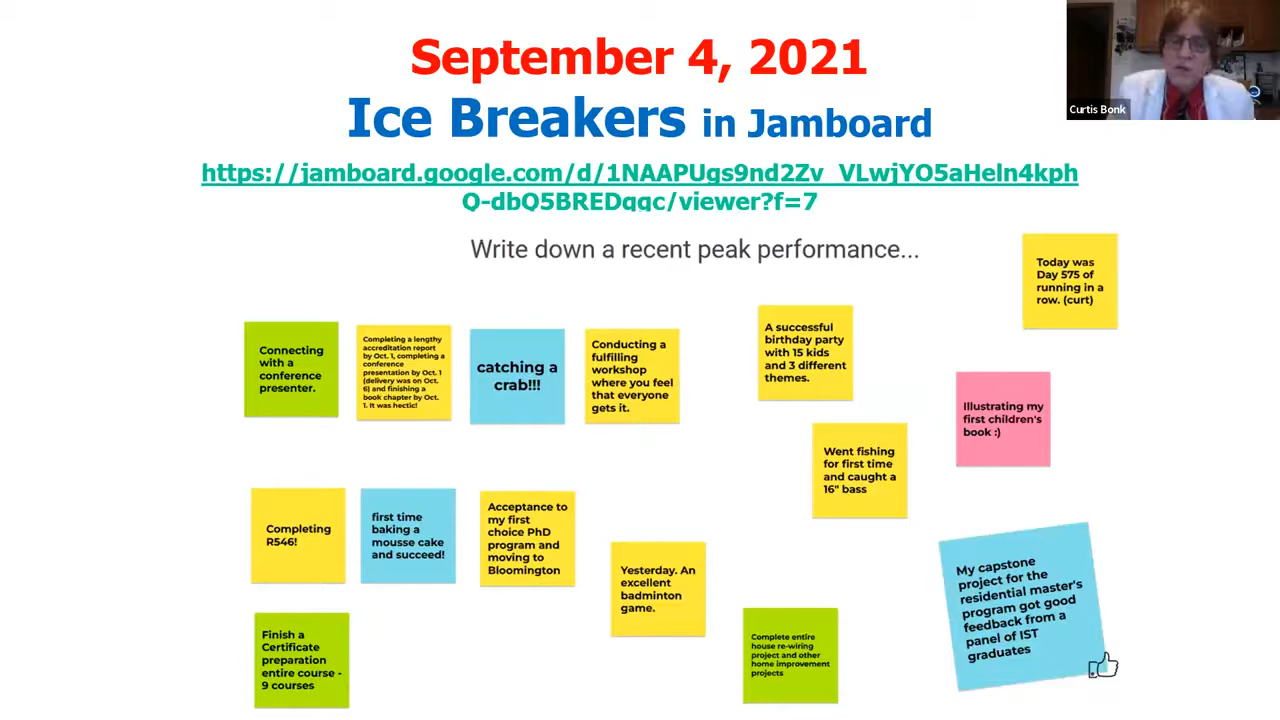 September 4, 2021
Curtis Bonk
Ice Breakers in Jamboard
https://jamboard.google.com/d/1NAAPUgs9nd2Zv_VLwjYO5aHeln4kph
Q-dbQ5BREDqgc/viewer?f=7
Write down a recent peak performance...
Today was
Day 575 of
running in a
row. (curt)
Connecting
with a
conference
presenter.
Completing a lengthy
accreditation report
by Oct. 1, completing a
conference
presentation by Oct. 1
(delivery was on Oct.
6) and finishing a
book chapter by Oct.
1. It was hectic!
catching a
crab!!!
Conducting a
fulfilling
workshop
where you feel
that everyone
gets it.
A successful
birthday party
with 15 kids
and 3 different
themes.
Illustrating my
first children's
book :)
Went fishing
for first time
and caught a
16" bass
Completing
R546!
first time
baking a
mousse cake
and succeed!
Acceptance to
my first
choice PhD
program and
moving to
Bloomington
Yesterday. An
excellent
badminton
game.
My capstone
project for the
residential master's
program got good
feedback from a
panel of IST
graduates
Finish a
Certificate
preparation
entire course -
9 courses
Complete entire
house re-wiring
project and other
home improvement
projects